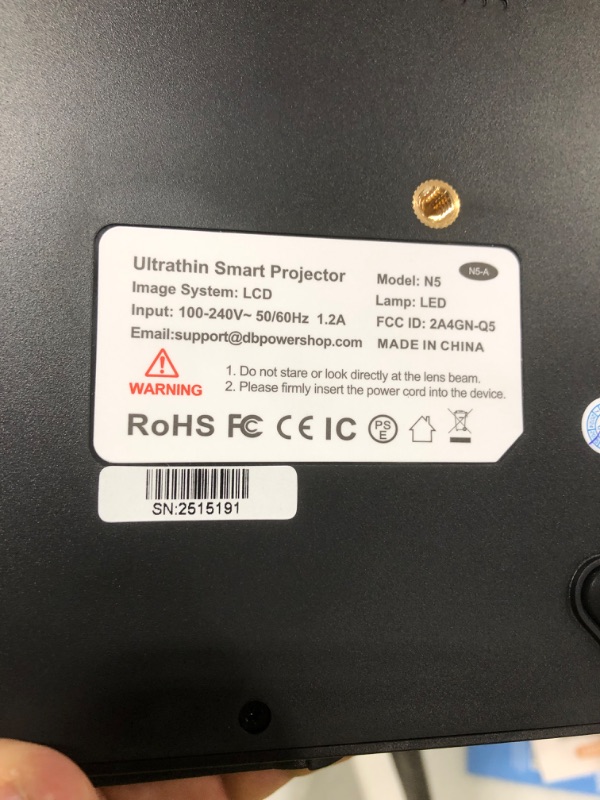 Ultrathin Smart Projector
Image System: LCD
Input: 100-240V~ 50/60Hz 1.2A
Email:support@dbpowershop.com
N5-A
Model: N5
Lamp: LED
FCC ID: 2A4GN-Q5
MADE IN CHINA
WARNING
1. Do not stare or look directly at the lens beam.
2. Please firmly insert the power cord into the device.
RoHS FC CE IC PS E
SN:2515191